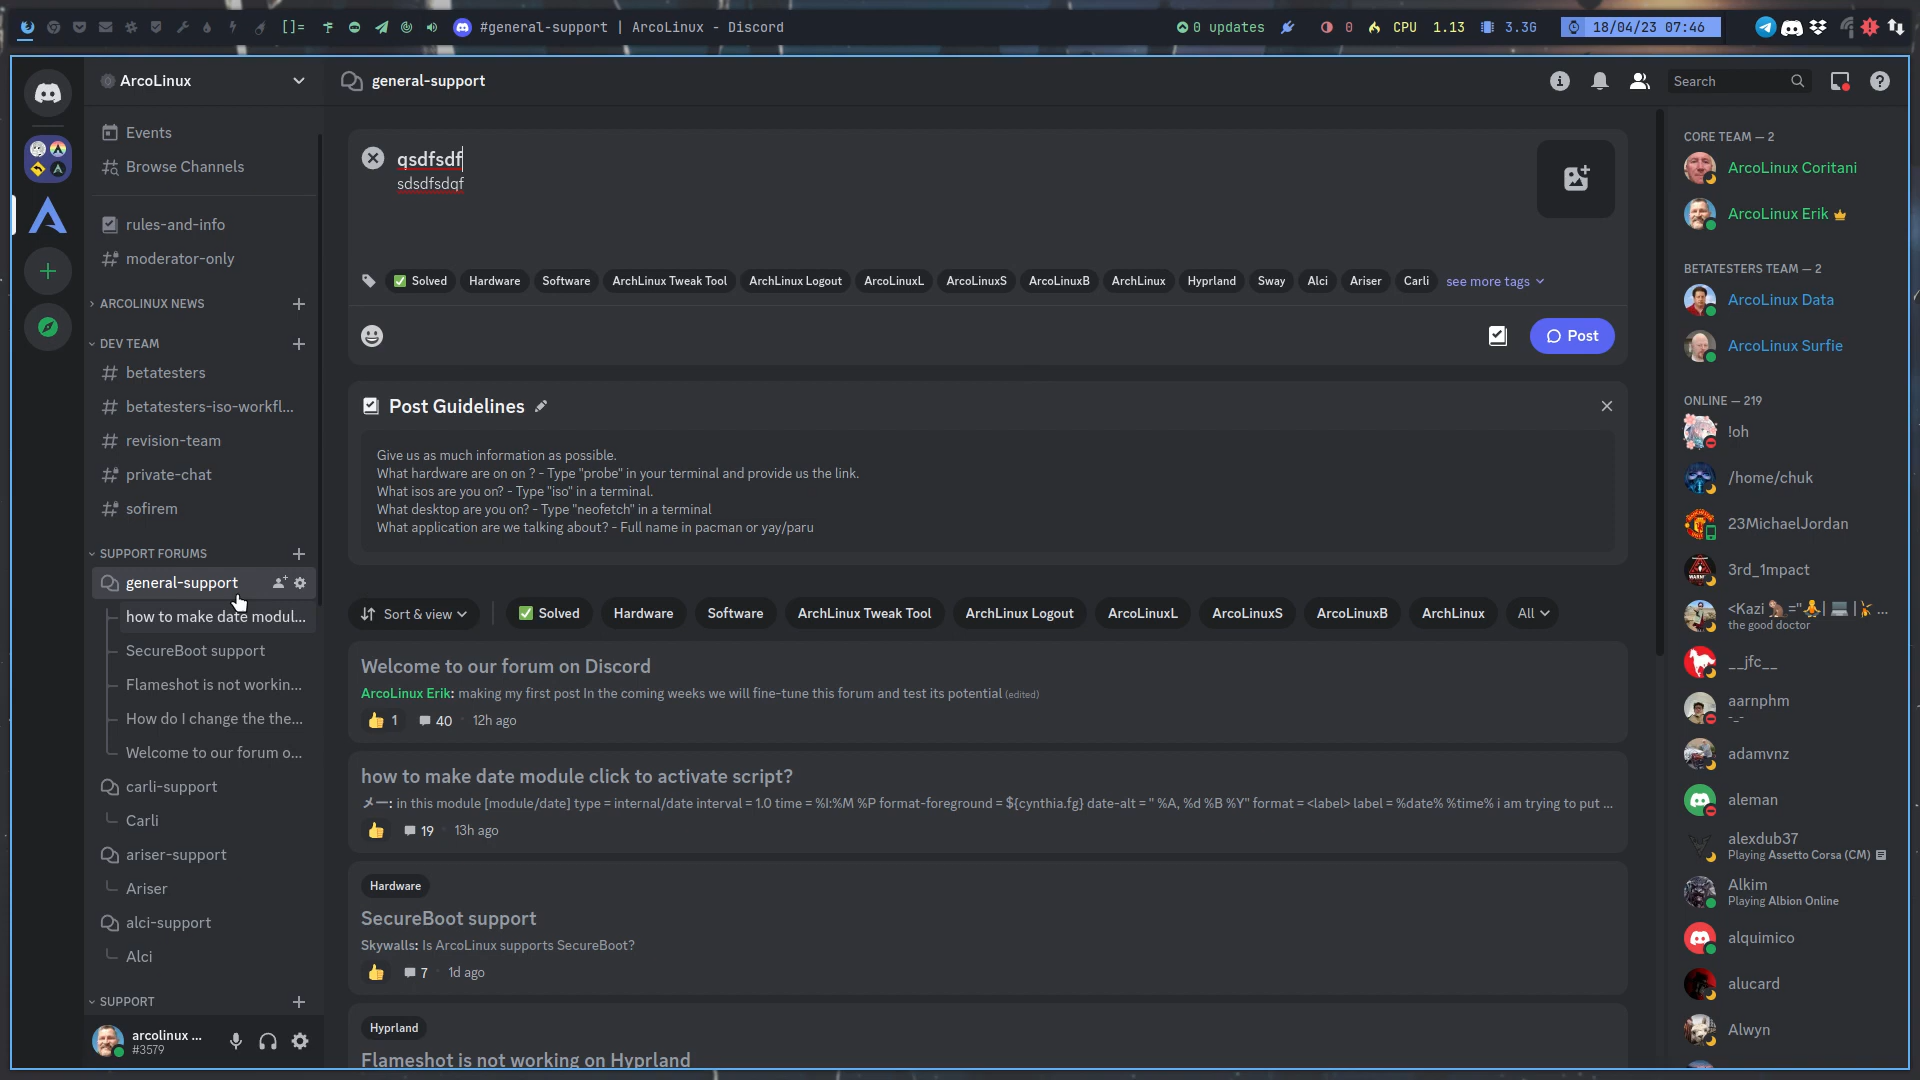 []= #general-support | ArcoLinux - Discord 0 updates 0 CPU 1.13 3.3G 18/04/23 07:46
ArcoLinux
Events
Browse Channels
rules-and-info
moderator-only
ARCOLINUX NEWS
DEV TEAM
betatesters
betatesters-iso-workfl...
revision-team
private-chat
sofirem
SUPPORT FORUMS
general-support
how to make date modul...
SecureBoot support
Flameshot is not workin...
How do I change the the...
Welcome to our forum o...
carli-support
Carli
ariser-support
Ariser
alci-support
Alci
SUPPORT
arcolinux ...
#3579
general-support
Search
qsdfsdf
sdsdfsdqf
Solved Hardware Software ArchLinux Tweak Tool ArchLinux Logout ArcoLinuxL ArcoLinuxS ArcoLinuxB ArchLinux Hyprland Sway Alci Ariser Carli see more tags
Post
Post Guidelines
Give us as much information as possible.
What hardware are on on ? - Type "probe" in your terminal and provide us the link.
What isos are you on? - Type "iso" in a terminal.
What desktop are you on? - Type "neofetch" in a terminal
What application are we talking about? - Full name in pacman or yay/paru
Sort & view Solved Hardware Software ArchLinux Tweak Tool ArchLinux Logout ArcoLinuxL ArcoLinuxS ArcoLinuxB ArchLinux All
Welcome to our forum on Discord
ArcoLinux Erik: making my first post In the coming weeks we will fine-tune this forum and test its potential (edited)
1 40 12h ago
how to make date module click to activate script?
メー: in this module [module/date] type = internal/date interval = 1.0 time = %I:%M %P format-foreground = ${cynthia.fg} date-alt = " %A, %d %B %Y" format = <label> label = %date% %time% i am trying to put ...
19 13h ago
Hardware
SecureBoot support
Skywalls: Is ArcoLinux supports SecureBoot?
7 1d ago
Hyprland
Flameshot is not working on Hyprland
CORE TEAM — 2
ArcoLinux Coritani
ArcoLinux Erik
BETATESTERS TEAM — 2
ArcoLinux Data
ArcoLinux Surfie
ONLINE — 219
!oh
/home/chuk
23MichaelJordan
3rd_1mpact
the good doctor
__jfc__
aarnphm
-_-
adamvnz
aleman
alexdub37
Playing Assetto Corsa (CM)
Alkim
Playing Albion Online
alquimico
alucard
Alwyn